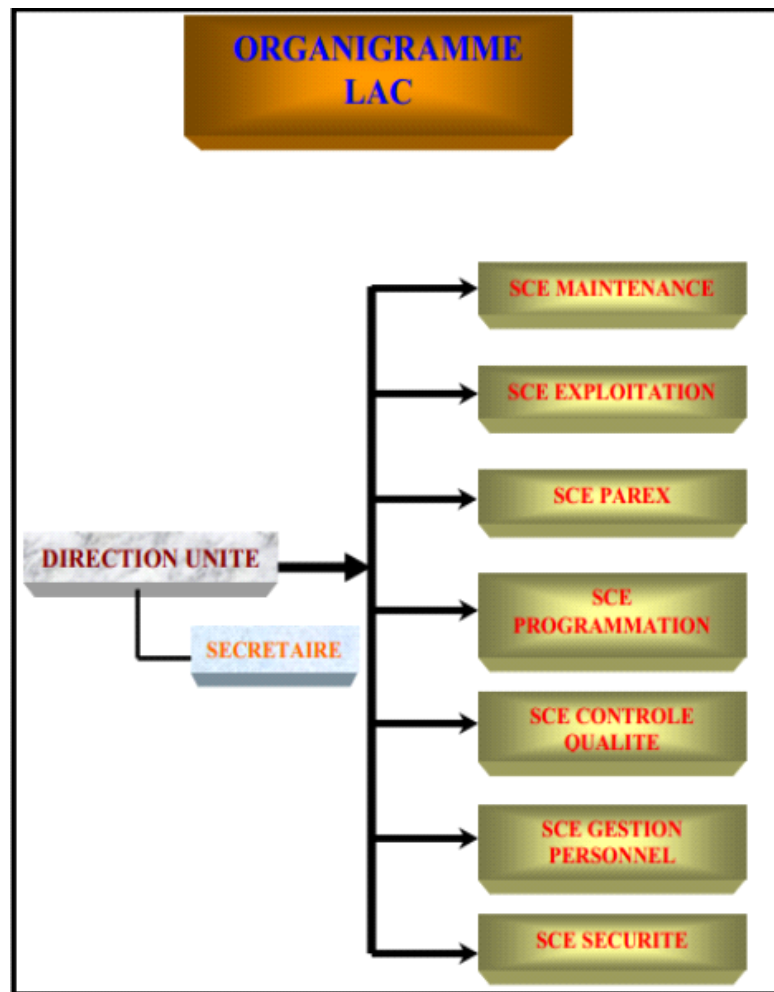 ORGANIGRAMME
LAC
SCE MAINTENANCE
SCE EXPLOITATION
SCE PAREX
DIRECTION UNITE
SECRETAIRE
SCE
PROGRAMMATION
SCE CONTROLE
QUALITE
SCE GESTION
PERSONNEL
SCE SECURITE